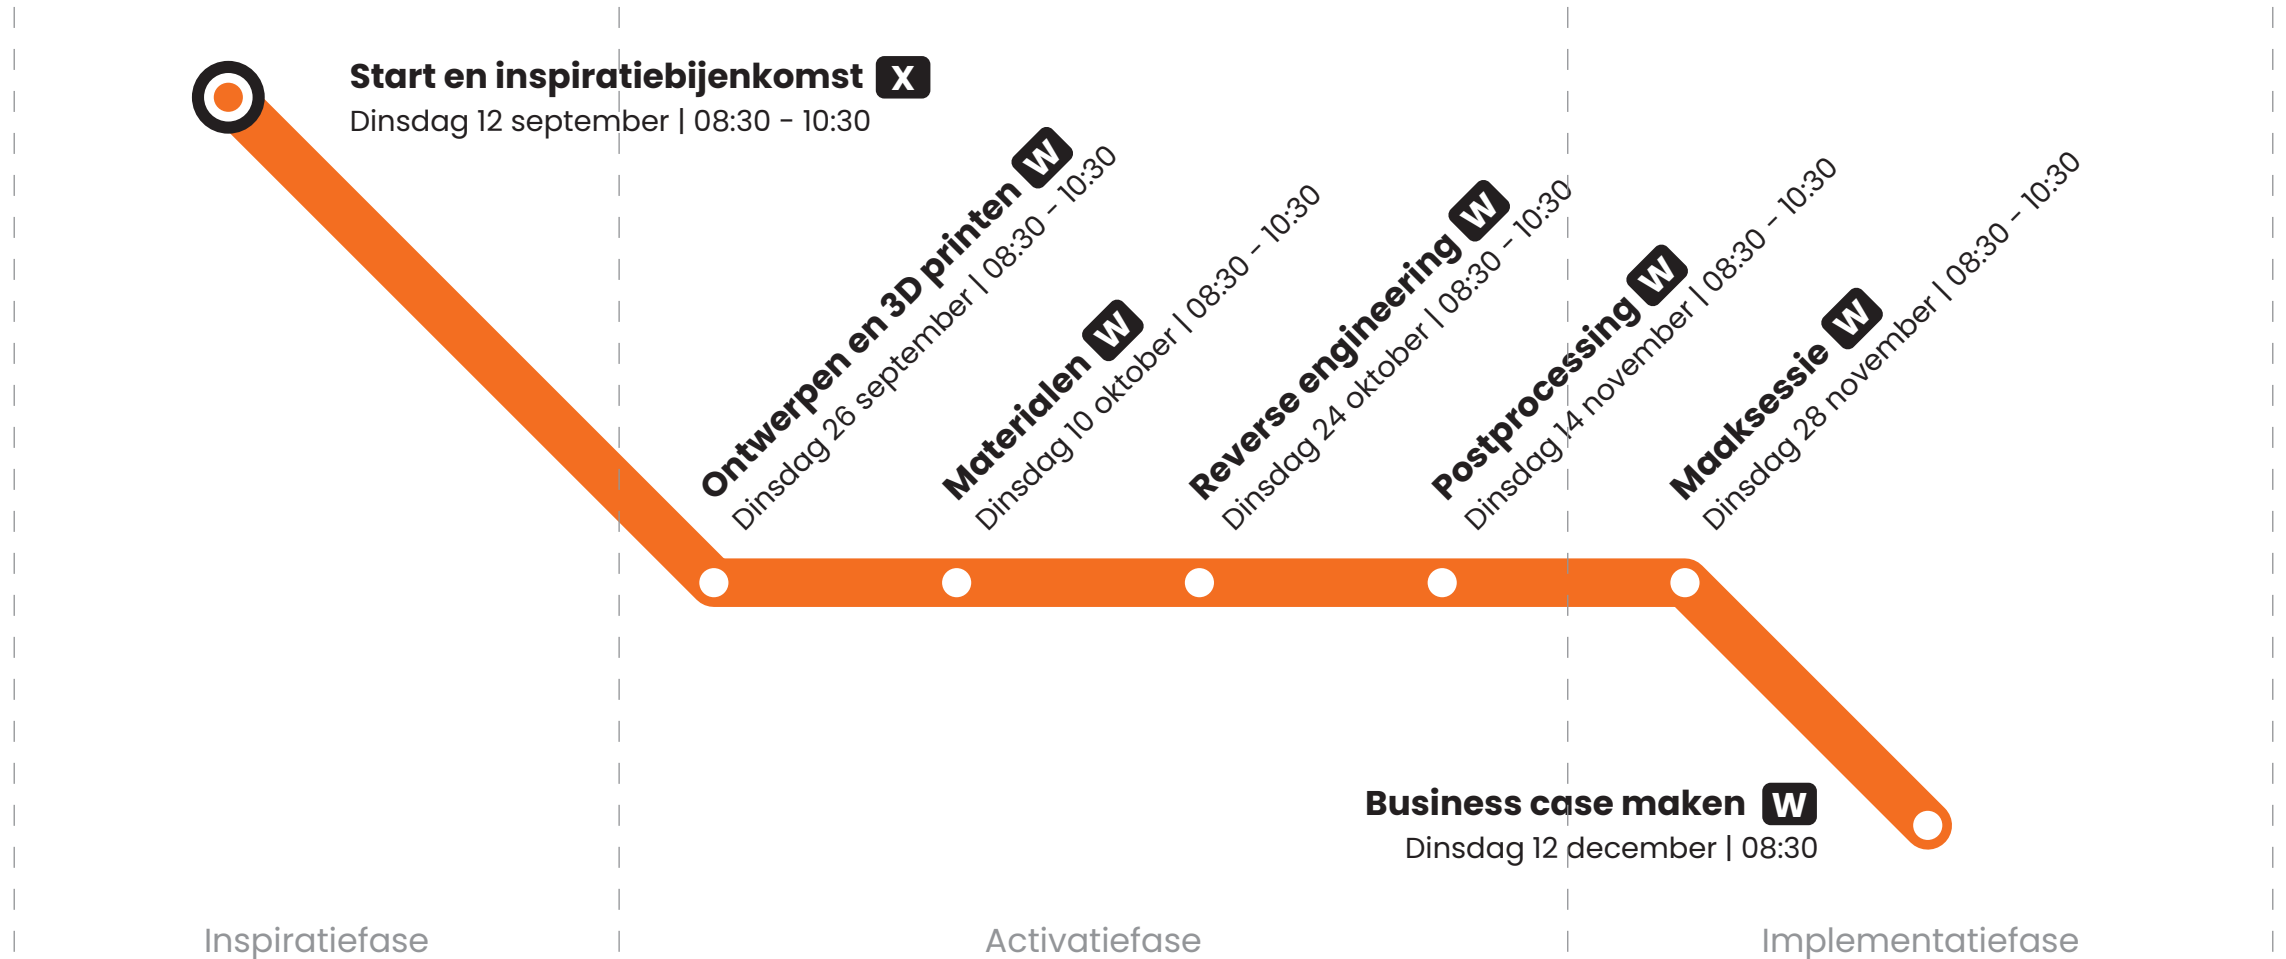 Start en inspiratiebijenkomst X
Dinsdag 12 september | 08:30 - 10:30
Ontwerpen en 3D printen W
Dinsdag 26 september | 08:30 - 10:30
Materialen W
Dinsdag 10 oktober | 08:30 - 10:30
Reverse engineering W
Dinsdag 24 oktober | 08:30 - 10:30
Postprocessing W
Dinsdag 14 november | 08:30 - 10:30
Maaksessie W
Dinsdag 28 november | 08:30 - 10:30
Business case maken W
Dinsdag 12 december | 08:30
Inspiratiefase
Activatiefase
Implementatiefase